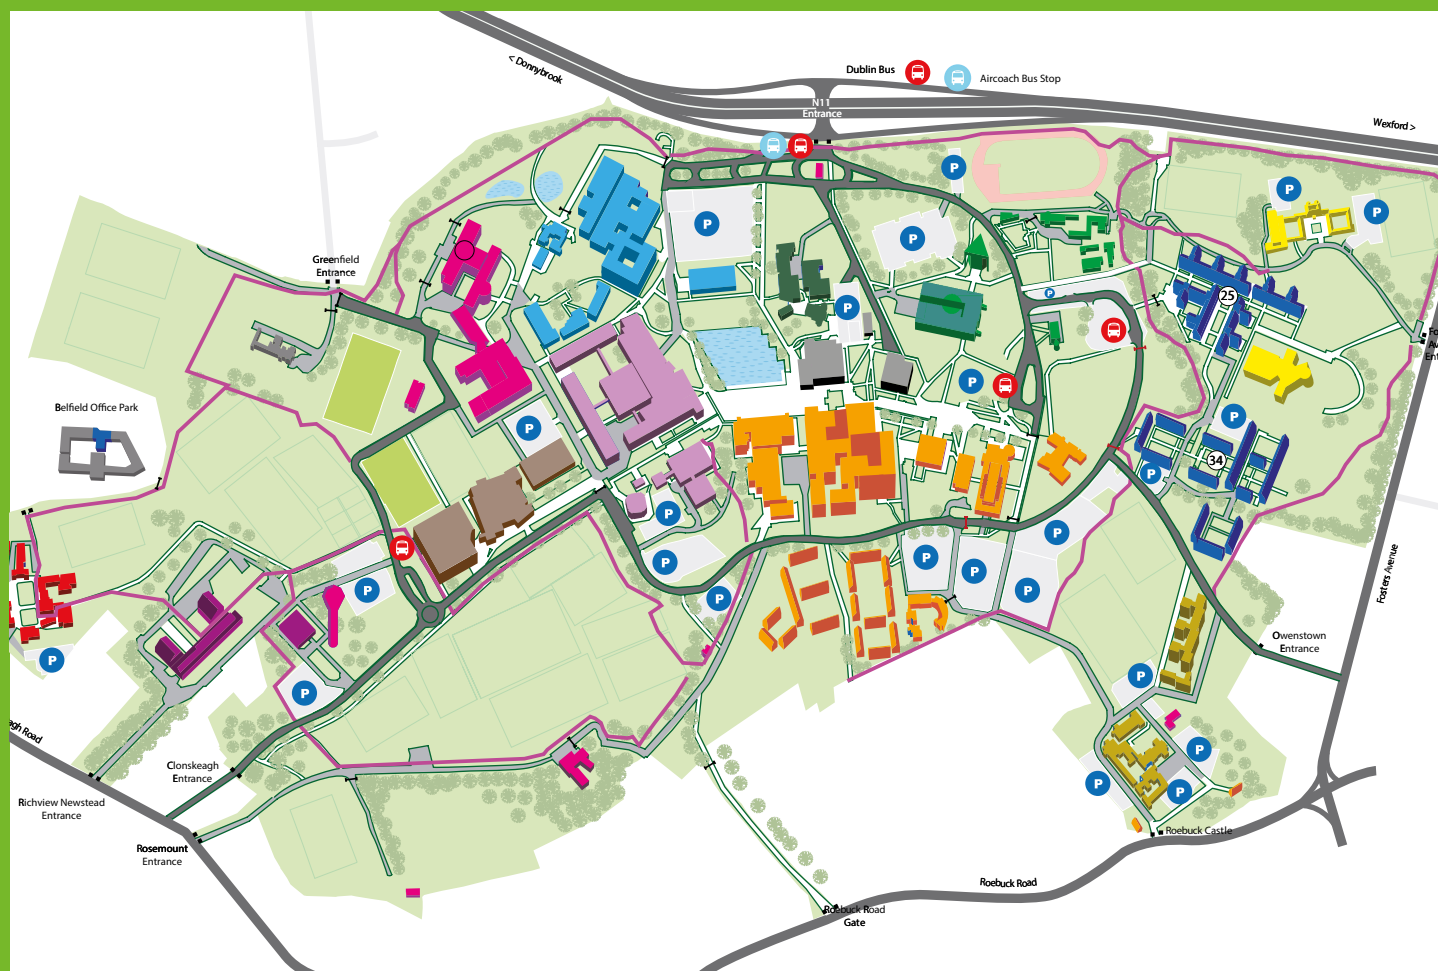 Dublin Bus
Aircoach Bus Stop
< Donnybrook
N11
Entrance
Wexford >
P
P
P
P
P
Greenfield
Entrance
25
P
P
P
Belfield Office Park
P
P
34
P
P
P
P
P
P
P
P
P
P
Fosters Avenue
Owenstown
Entrance
P
P
P
P
P
P
Clonskeagh
Entrance
Richview Newstead
Entrance
Rosemount
Entrance
Roebuck Castle
Roebuck Road
Roebuck Road
Gate